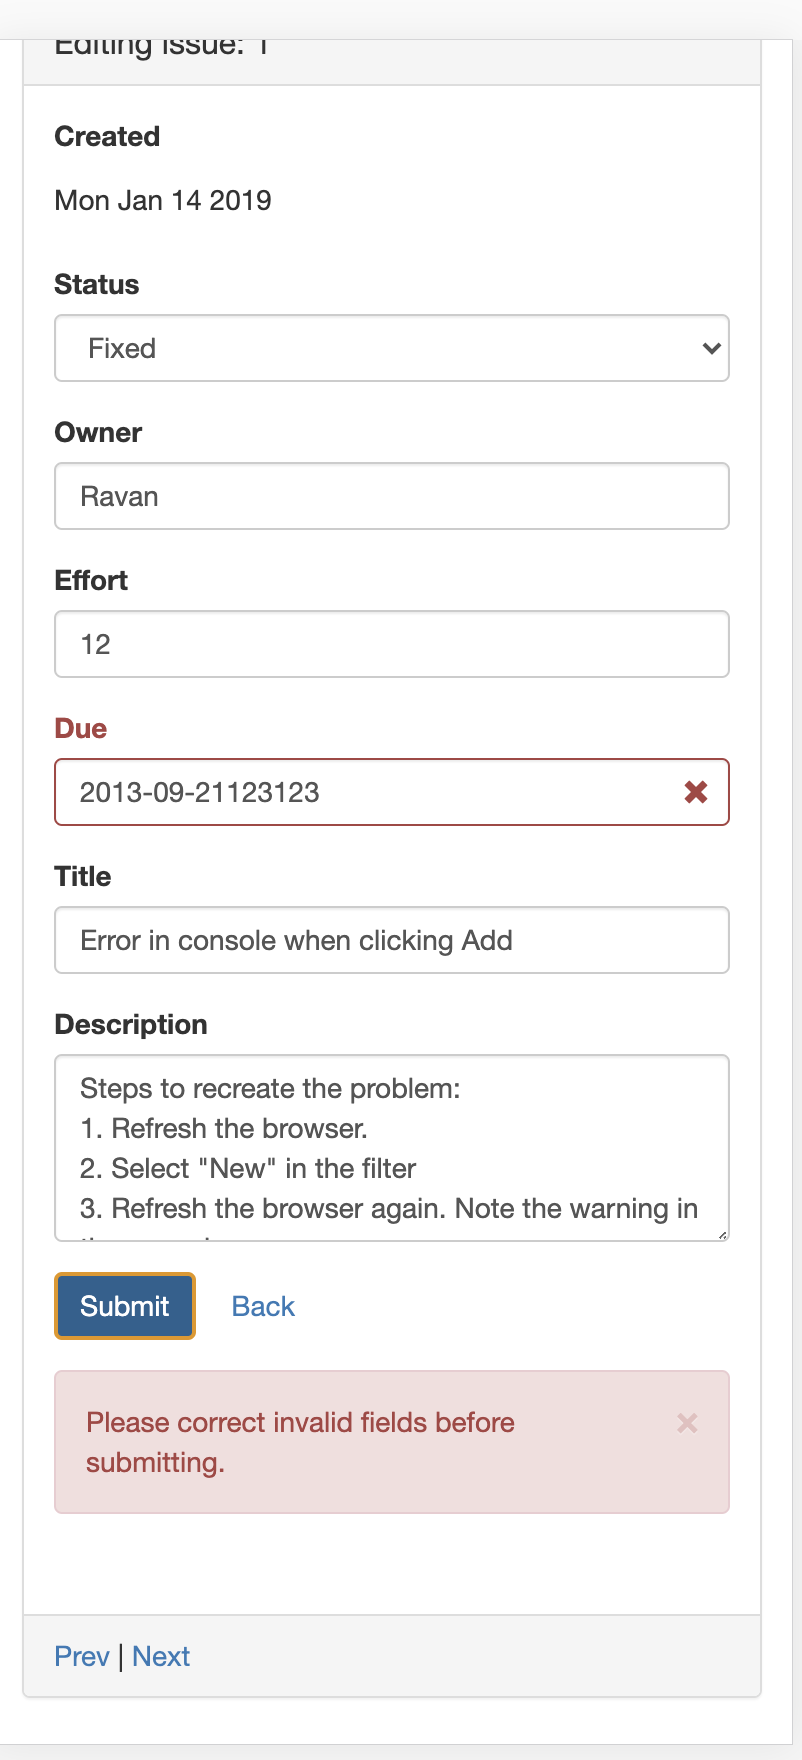 Editing issue: 1
Created
Mon Jan 14 2019
Status
Fixed
Owner
Ravan
Effort
12
Due
2013-09-21123123
Title
Error in console when clicking Add
Description
Steps to recreate the problem:
1. Refresh the browser.
2. Select "New" in the filter
3. Refresh the browser again. Note the warning in
Submit Back
Please correct invalid fields before
submitting.
Prev | Next